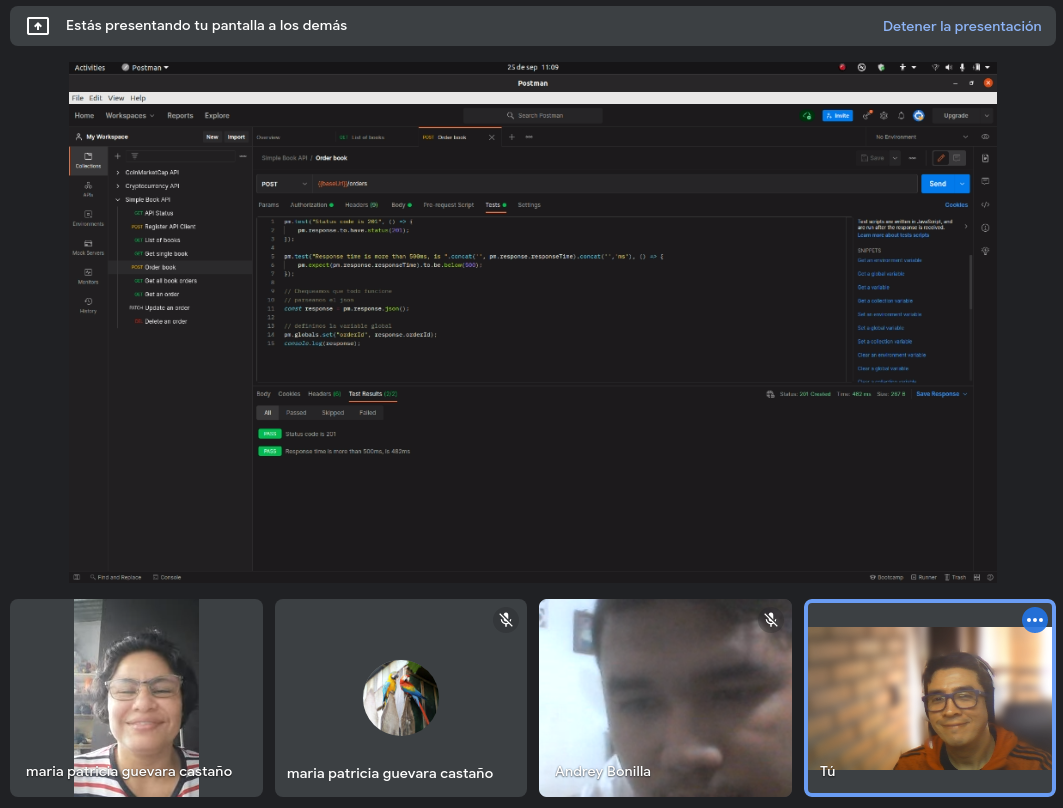 Estás presentando tu pantalla a los demás
Detener la presentación
Activities
Postman
25 de sep 11:09
Postman
File Edit View Help
Home Workspaces Reports Explore
Search Postman
Invite
Upgrade
My Workspace
New Import
Overview
GET List of books
POST Order book
No Environment
Collections
APIs
Environments
Mock Servers
Monitors
History
CoinMarketCap API
Cryptocurrency API
Simple Book API
GET API Status
POST Register API Client
GET List of books
GET Get single book
POST Order book
GET Get all book orders
GET Get an order
PATCH Update an order
DEL Delete an order
Simple Book API / Order book
Save
POST
{{baseUrl}}/orders
Send
Params Authorization Headers (9) Body Pre-request Script Tests Settings
Cookies
1 pm.test("Status code is 201", () => {
2 pm.response.to.have.status(201);
3 });
4
5 pm.test("Response time is more than 500ms, is ".concat('', pm.response.responseTime).concat('','ms'), () => {
6 pm.expect(pm.response.responseTime).to.be.below(500);
7 });
8
9 // Chequeamos que todo funcione
10 // parseamos el json
11 const response = pm.response.json();
12
13 // definimos la variable global
14 pm.globals.set("orderId", response.orderId);
15 console.log(response);
Test scripts are written in JavaScript, and
are run after the response is received.
Learn more about tests scripts
SNIPPETS
Get an environment variable
Get a global variable
Get a variable
Get a collection variable
Set an environment variable
Set a global variable
Set a collection variable
Clear an environment variable
Clear a global variable
Clear a collection variable
Body Cookies Headers (6) Test Results (2/2)
Status: 201 Created Time: 482 ms Size: 267 B Save Response
All Passed Skipped Failed
PASS Status code is 201
PASS Response time is more than 500ms, is 482ms
Find and Replace Console
Bootcamp Runner Trash
maria patricia guevara castaño
maria patricia guevara castaño
Andrey Bonilla
Tú